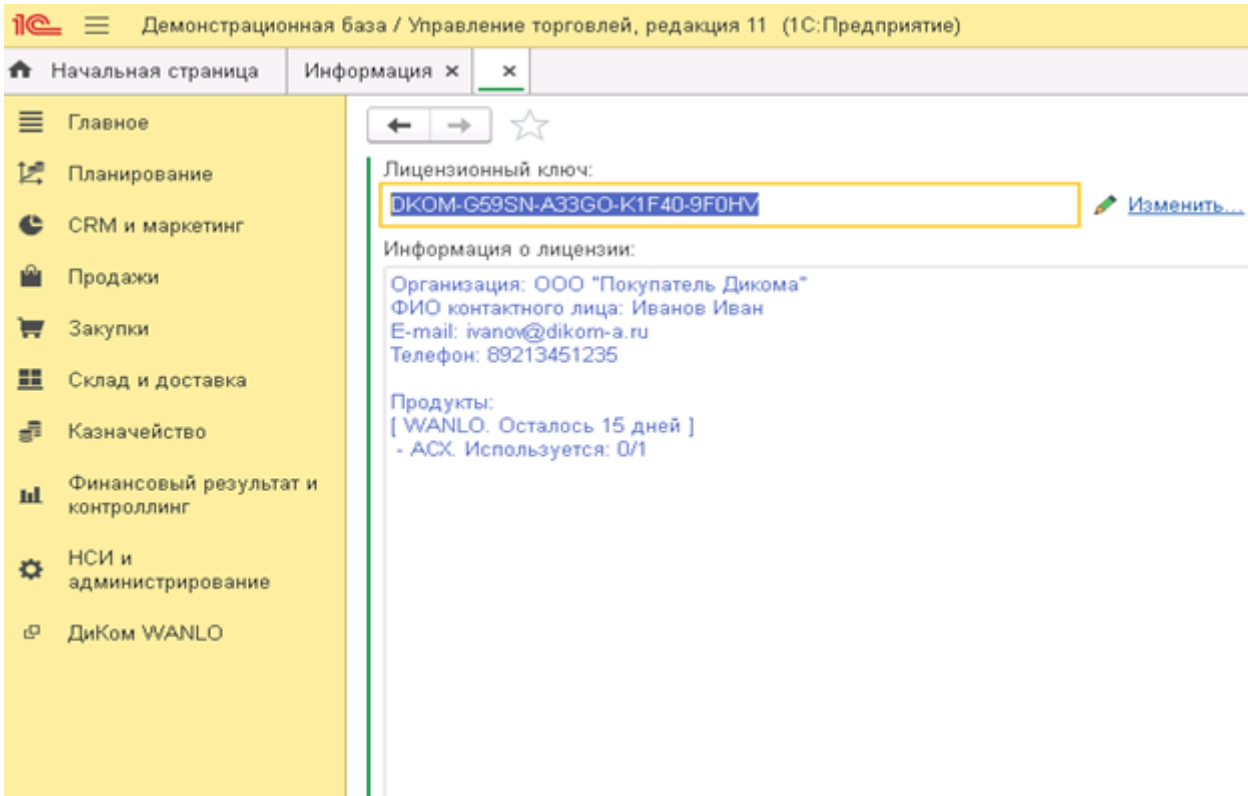 1С Демонстрационная база / Управление торговлей, редакция 11 (1С:Предприятие)
Начальная страница Информация × ×
Главное
Планирование
CRM и маркетинг
Продажи
Закупки
Склад и доставка
Казначейство
Финансовый результат и
контроллинг
НСИ и
администрирование
ДиКом WANLO
Лицензионный ключ:
DKOM-G59SN-A33GO-K1F40-9F0HV Изменить...
Информация о лицензии:
Организация: ООО "Покупатель Дикома"
ФИО контактного лица: Иванов Иван
E-mail: ivanov@dikom-a.ru
Телефон: 89213451235
Продукты:
[ WANLO. Осталось 15 дней ]
- ACX. Используется: 0/1